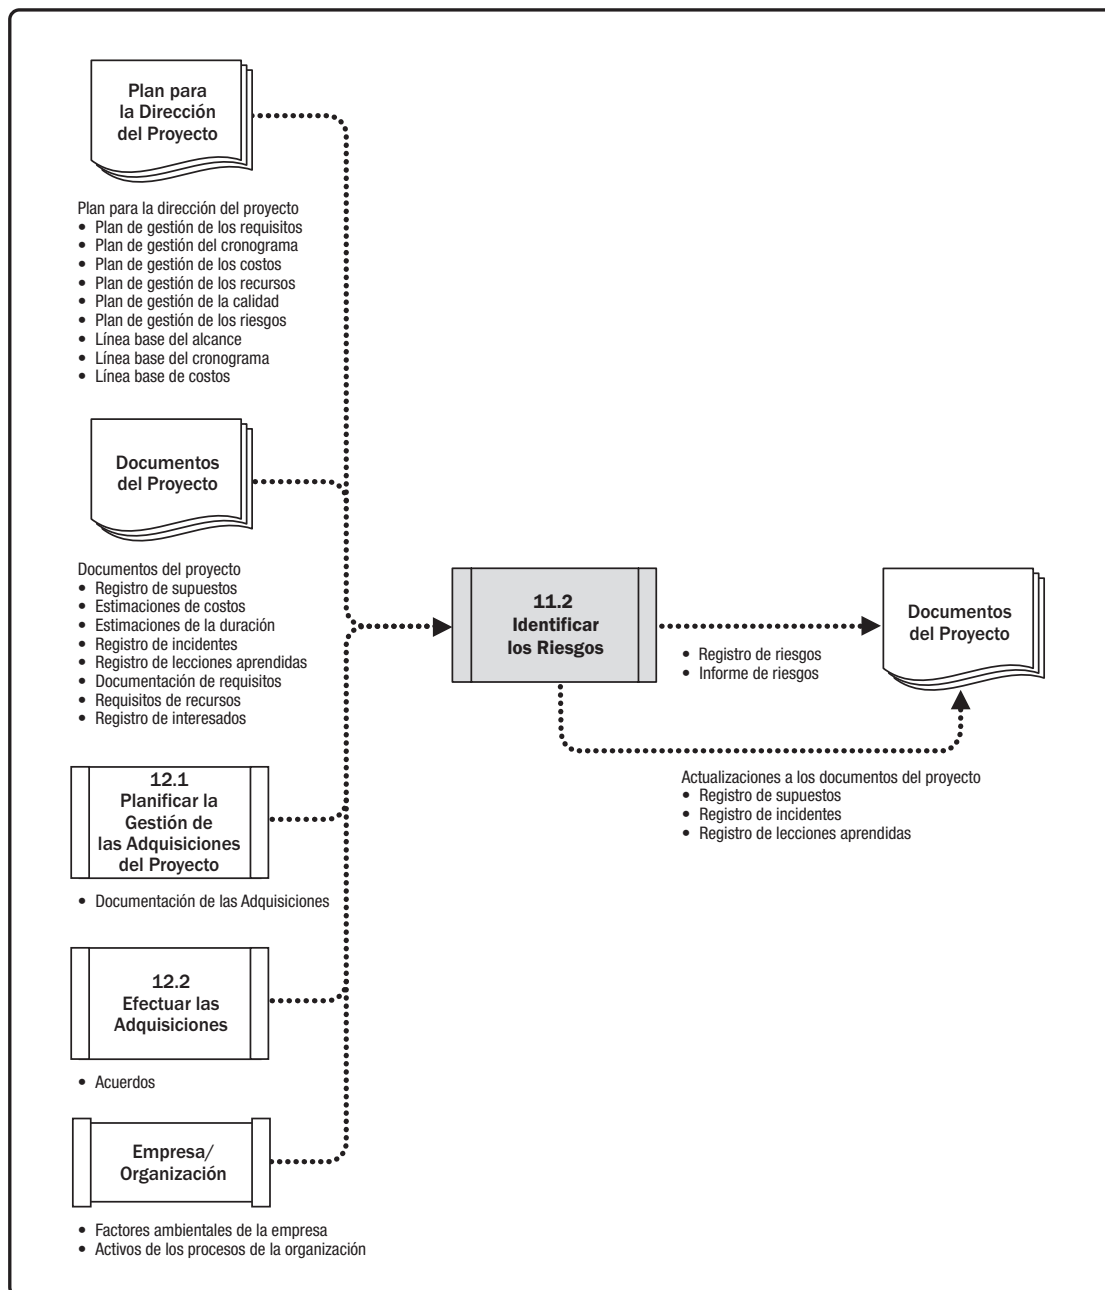 Plan para
la Dirección
del Proyecto
Plan para la dirección del proyecto
• Plan de gestión de los requisitos
• Plan de gestión del cronograma
• Plan de gestión de los costos
• Plan de gestión de los recursos
• Plan de gestión de la calidad
• Plan de gestión de los riesgos
• Línea base del alcance
• Línea base del cronograma
• Línea base de costos
Documentos
del Proyecto
Documentos del proyecto
• Registro de supuestos
• Estimaciones de costos
• Estimaciones de la duración
• Registro de incidentes
• Registro de lecciones aprendidas
• Documentación de requisitos
• Requisitos de recursos
• Registro de interesados
12.1
Planificar la
Gestión de
las Adquisiciones
del Proyecto
• Documentación de las Adquisiciones
12.2
Efectuar las
Adquisiciones
• Acuerdos
Empresa/
Organización
• Factores ambientales de la empresa
• Activos de los procesos de la organización
11.2
Identificar
los Riesgos
• Registro de riesgos
• Informe de riesgos
Documentos
del Proyecto
Actualizaciones a los documentos del proyecto
• Registro de supuestos
• Registro de incidentes
• Registro de lecciones aprendidas